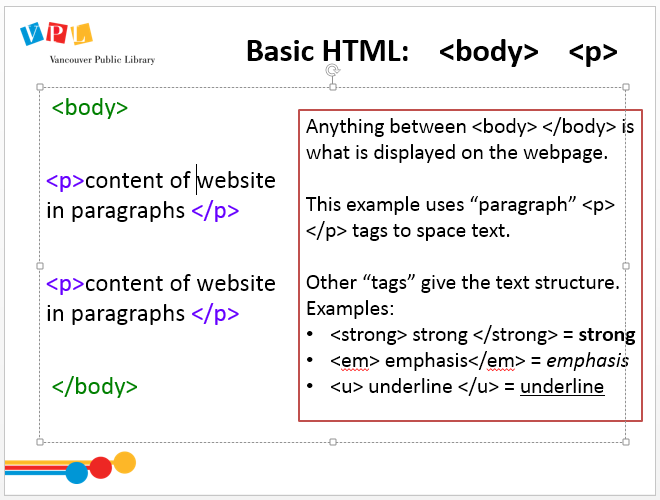 VPL
Vancouver Public Library
Basic HTML: <body> <p>
<body>
<p>content of website
in paragraphs </p>
<p>content of website
in paragraphs </p>
</body>
Anything between <body> </body> is
what is displayed on the webpage.
This example uses “paragraph” <p>
</p> tags to space text.
Other “tags” give the text structure.
Examples:
• <strong> strong </strong> = strong
• <em> emphasis</em> = emphasis
• <u> underline </u> = underline